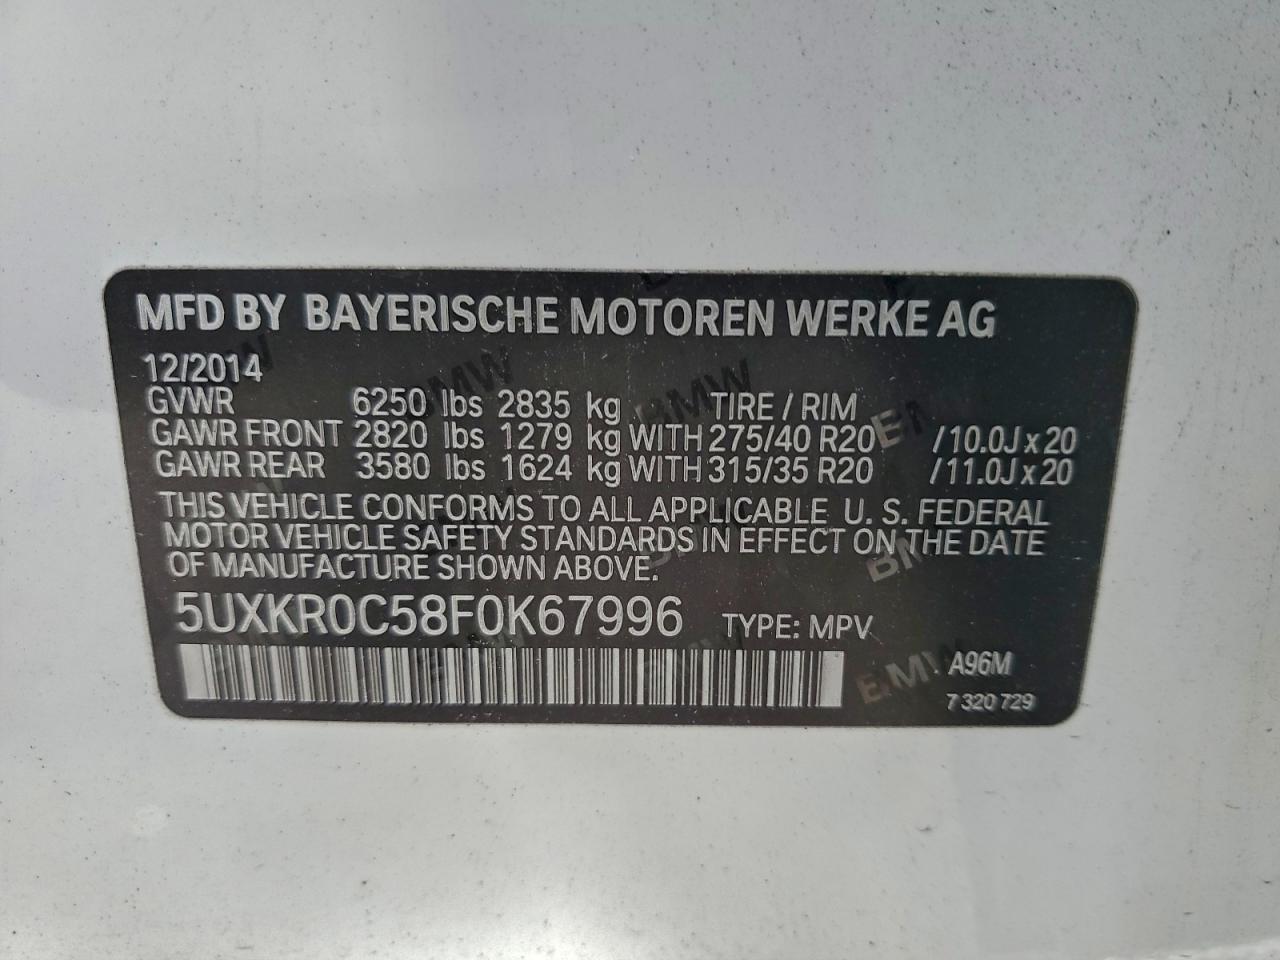 MFD BY BAYERISCHE MOTOREN WERKE AG
12/2014
GVWR 6250 lbs 2835 kg TIRE / RIM
GAWR FRONT 2820 lbs 1279 kg WITH 275/40 R20 /10.0J x 20
GAWR REAR 3580 lbs 1624 kg WITH 315/35 R20 /11.0J x 20
THIS VEHICLE CONFORMS TO ALL APPLICABLE U. S. FEDERAL
MOTOR VEHICLE SAFETY STANDARDS IN EFFECT ON THE DATE
OF MANUFACTURE SHOWN ABOVE.
5UXKR0C58F0K67996 TYPE: MPV
A96M
7 320 729